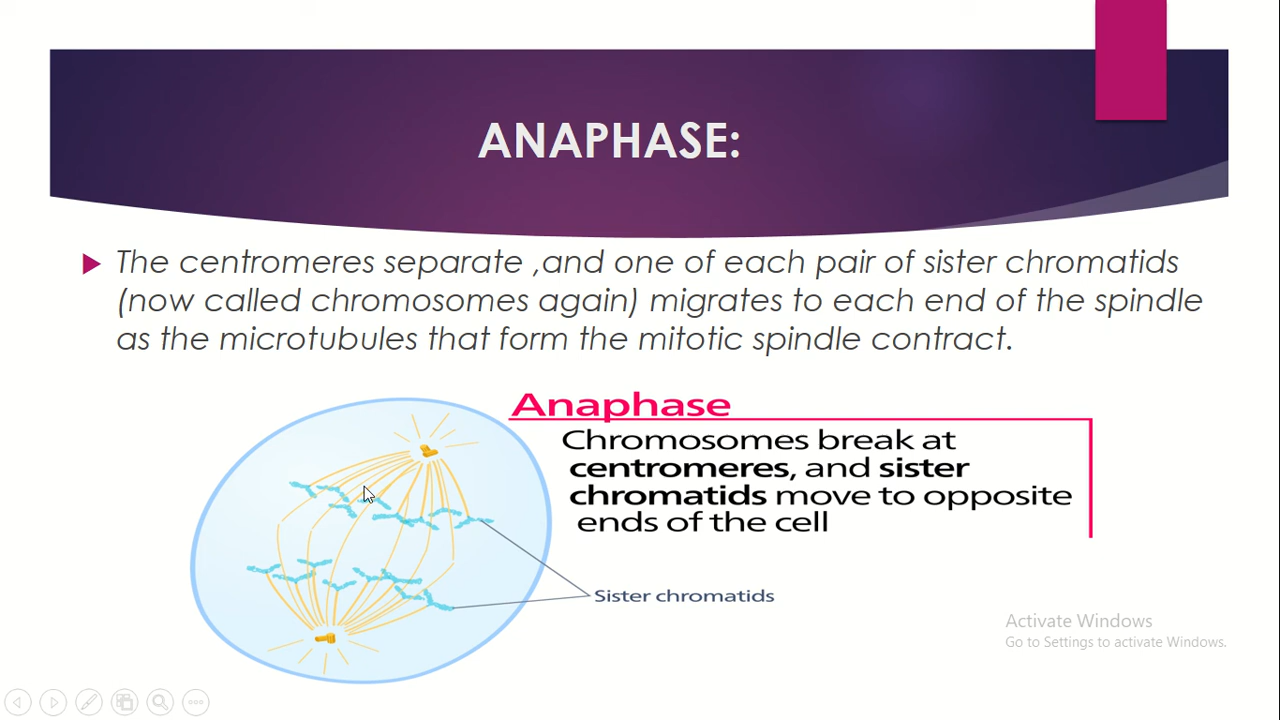 ANAPHASE:
The centromeres separate ,and one of each pair of sister chromatids
(now called chromosomes again) migrates to each end of the spindle
as the microtubules that form the mitotic spindle contract.
Anaphase
Chromosomes break at
centromeres, and sister
chromatids move to opposite
ends of the cell
Sister chromatids
Activate Windows
Go to Settings to activate Windows.